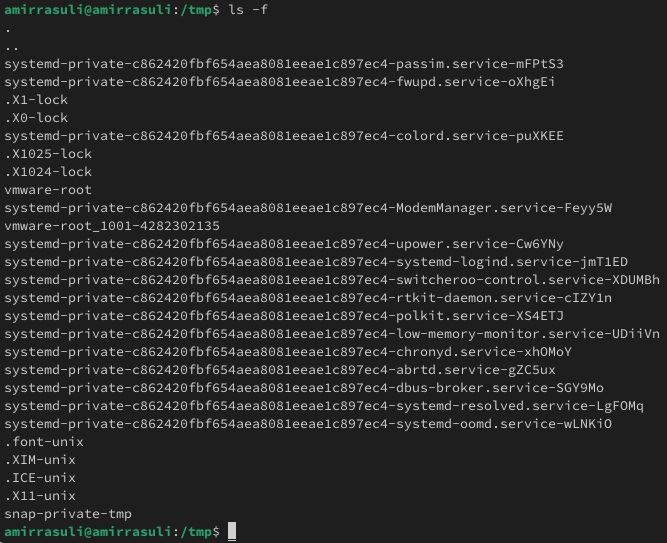 amirrasuli@amirrasuli:/tmp$ ls -f
.
..
systemd-private-c862420fbf654aea8081eeae1c897ec4-passim.service-mFPtS3
systemd-private-c862420fbf654aea8081eeae1c897ec4-fwupd.service-oXhgEi
.X1-lock
.X0-lock
systemd-private-c862420fbf654aea8081eeae1c897ec4-colord.service-puXKEE
.X1025-lock
.X1024-lock
vmware-root
systemd-private-c862420fbf654aea8081eeae1c897ec4-ModemManager.service-Feyy5W
vmware-root_1001-4282302135
systemd-private-c862420fbf654aea8081eeae1c897ec4-upower.service-Cw6YNy
systemd-private-c862420fbf654aea8081eeae1c897ec4-systemd-logind.service-jmT1ED
systemd-private-c862420fbf654aea8081eeae1c897ec4-switcheroo-control.service-XDUMBh
systemd-private-c862420fbf654aea8081eeae1c897ec4-rtkit-daemon.service-cIZY1n
systemd-private-c862420fbf654aea8081eeae1c897ec4-polkit.service-XS4ETJ
systemd-private-c862420fbf654aea8081eeae1c897ec4-low-memory-monitor.service-UDiiVn
systemd-private-c862420fbf654aea8081eeae1c897ec4-chronyd.service-xhOMoY
systemd-private-c862420fbf654aea8081eeae1c897ec4-abrtd.service-gZC5ux
systemd-private-c862420fbf654aea8081eeae1c897ec4-dbus-broker.service-SGY9Mo
systemd-private-c862420fbf654aea8081eeae1c897ec4-systemd-resolved.service-LgFOMq
systemd-private-c862420fbf654aea8081eeae1c897ec4-systemd-oomd.service-wLNKiO
.font-unix
.XIM-unix
.ICE-unix
.X11-unix
snap-private-tmp
amirrasuli@amirrasuli:/tmp$